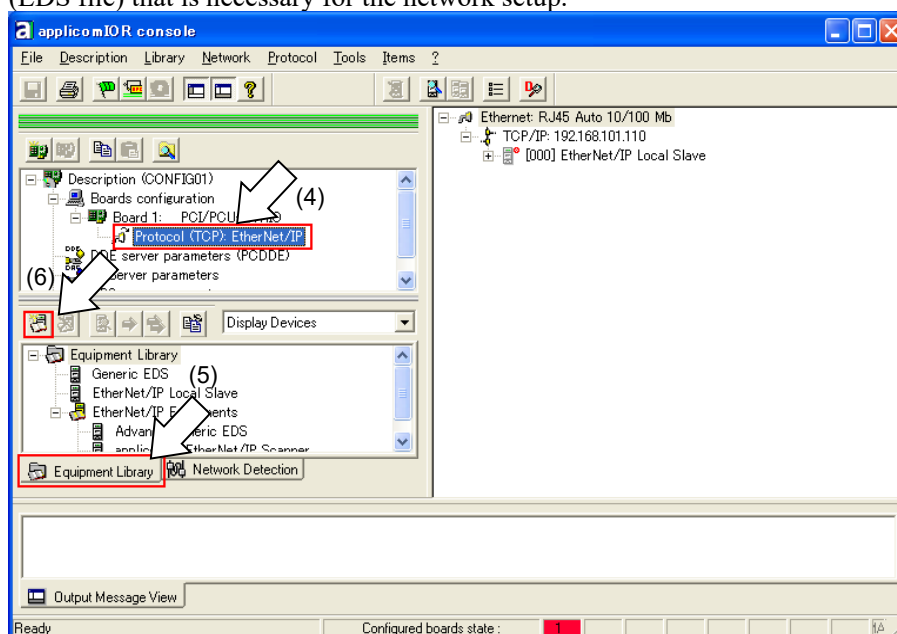 (EDS file) that is necessary for the network setup.
applicomIOR console
File Description Library Network Protocol Tools Items ?
Ethernet: RJ45 Auto 10/100 Mb
TCP/IP: 192.168.101.110
[000] EtherNet/IP Local Slave
Description (CONFIG01)
Boards configuration
(4)
Board 1:
Protocol (TCP): EtherNet/IP
server parameters (PCDDE)
(6)
server parameters
Display Devices
Equipment Library
Generic EDS
(5)
EtherNet/IP Local Slave
EtherNet/IP
eric EDS
EtherNet/IP Scanner
Equipment Library
Network Detection
Output Message View
Ready
Configured boards state :
1